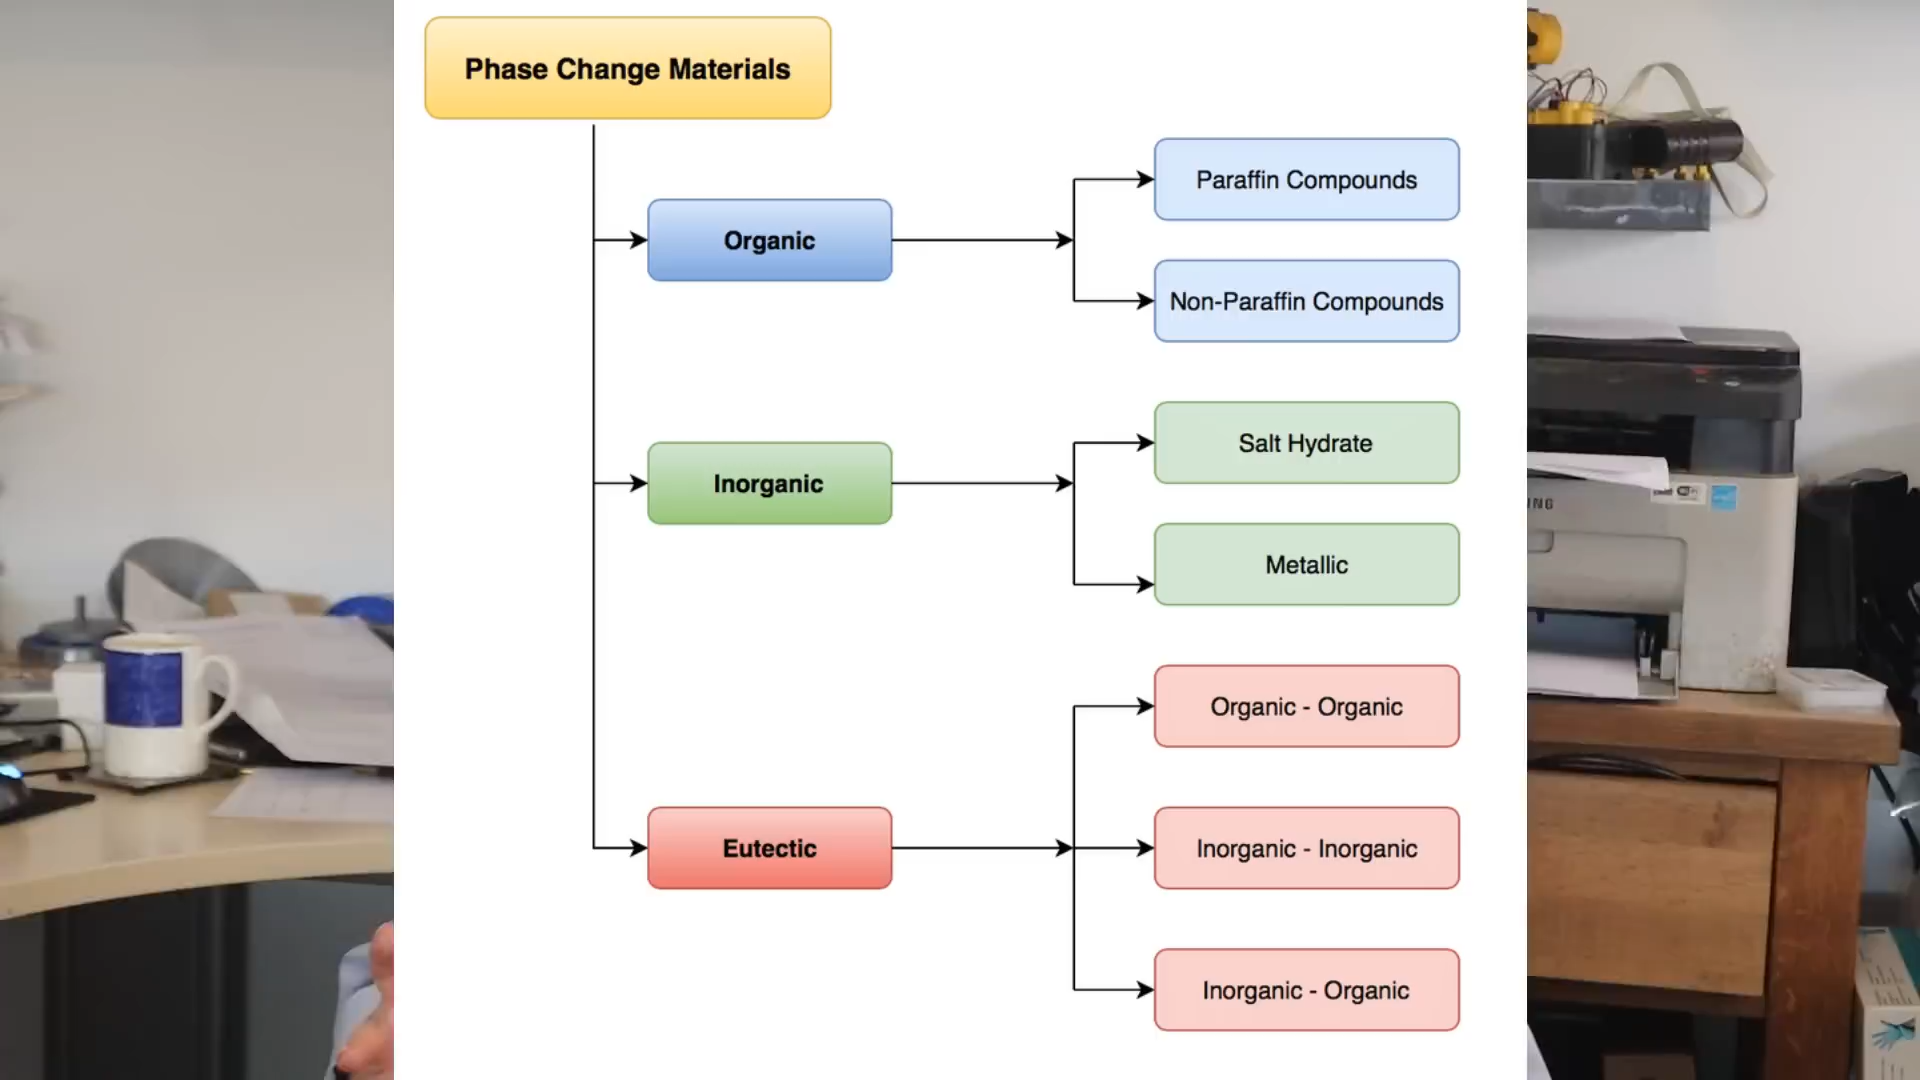 Phase Change Materials
Organic
Paraffin Compounds
Non-Paraffin Compounds
Inorganic
Salt Hydrate
Metallic
Eutectic
Organic - Organic
Inorganic - Inorganic
Inorganic - Organic